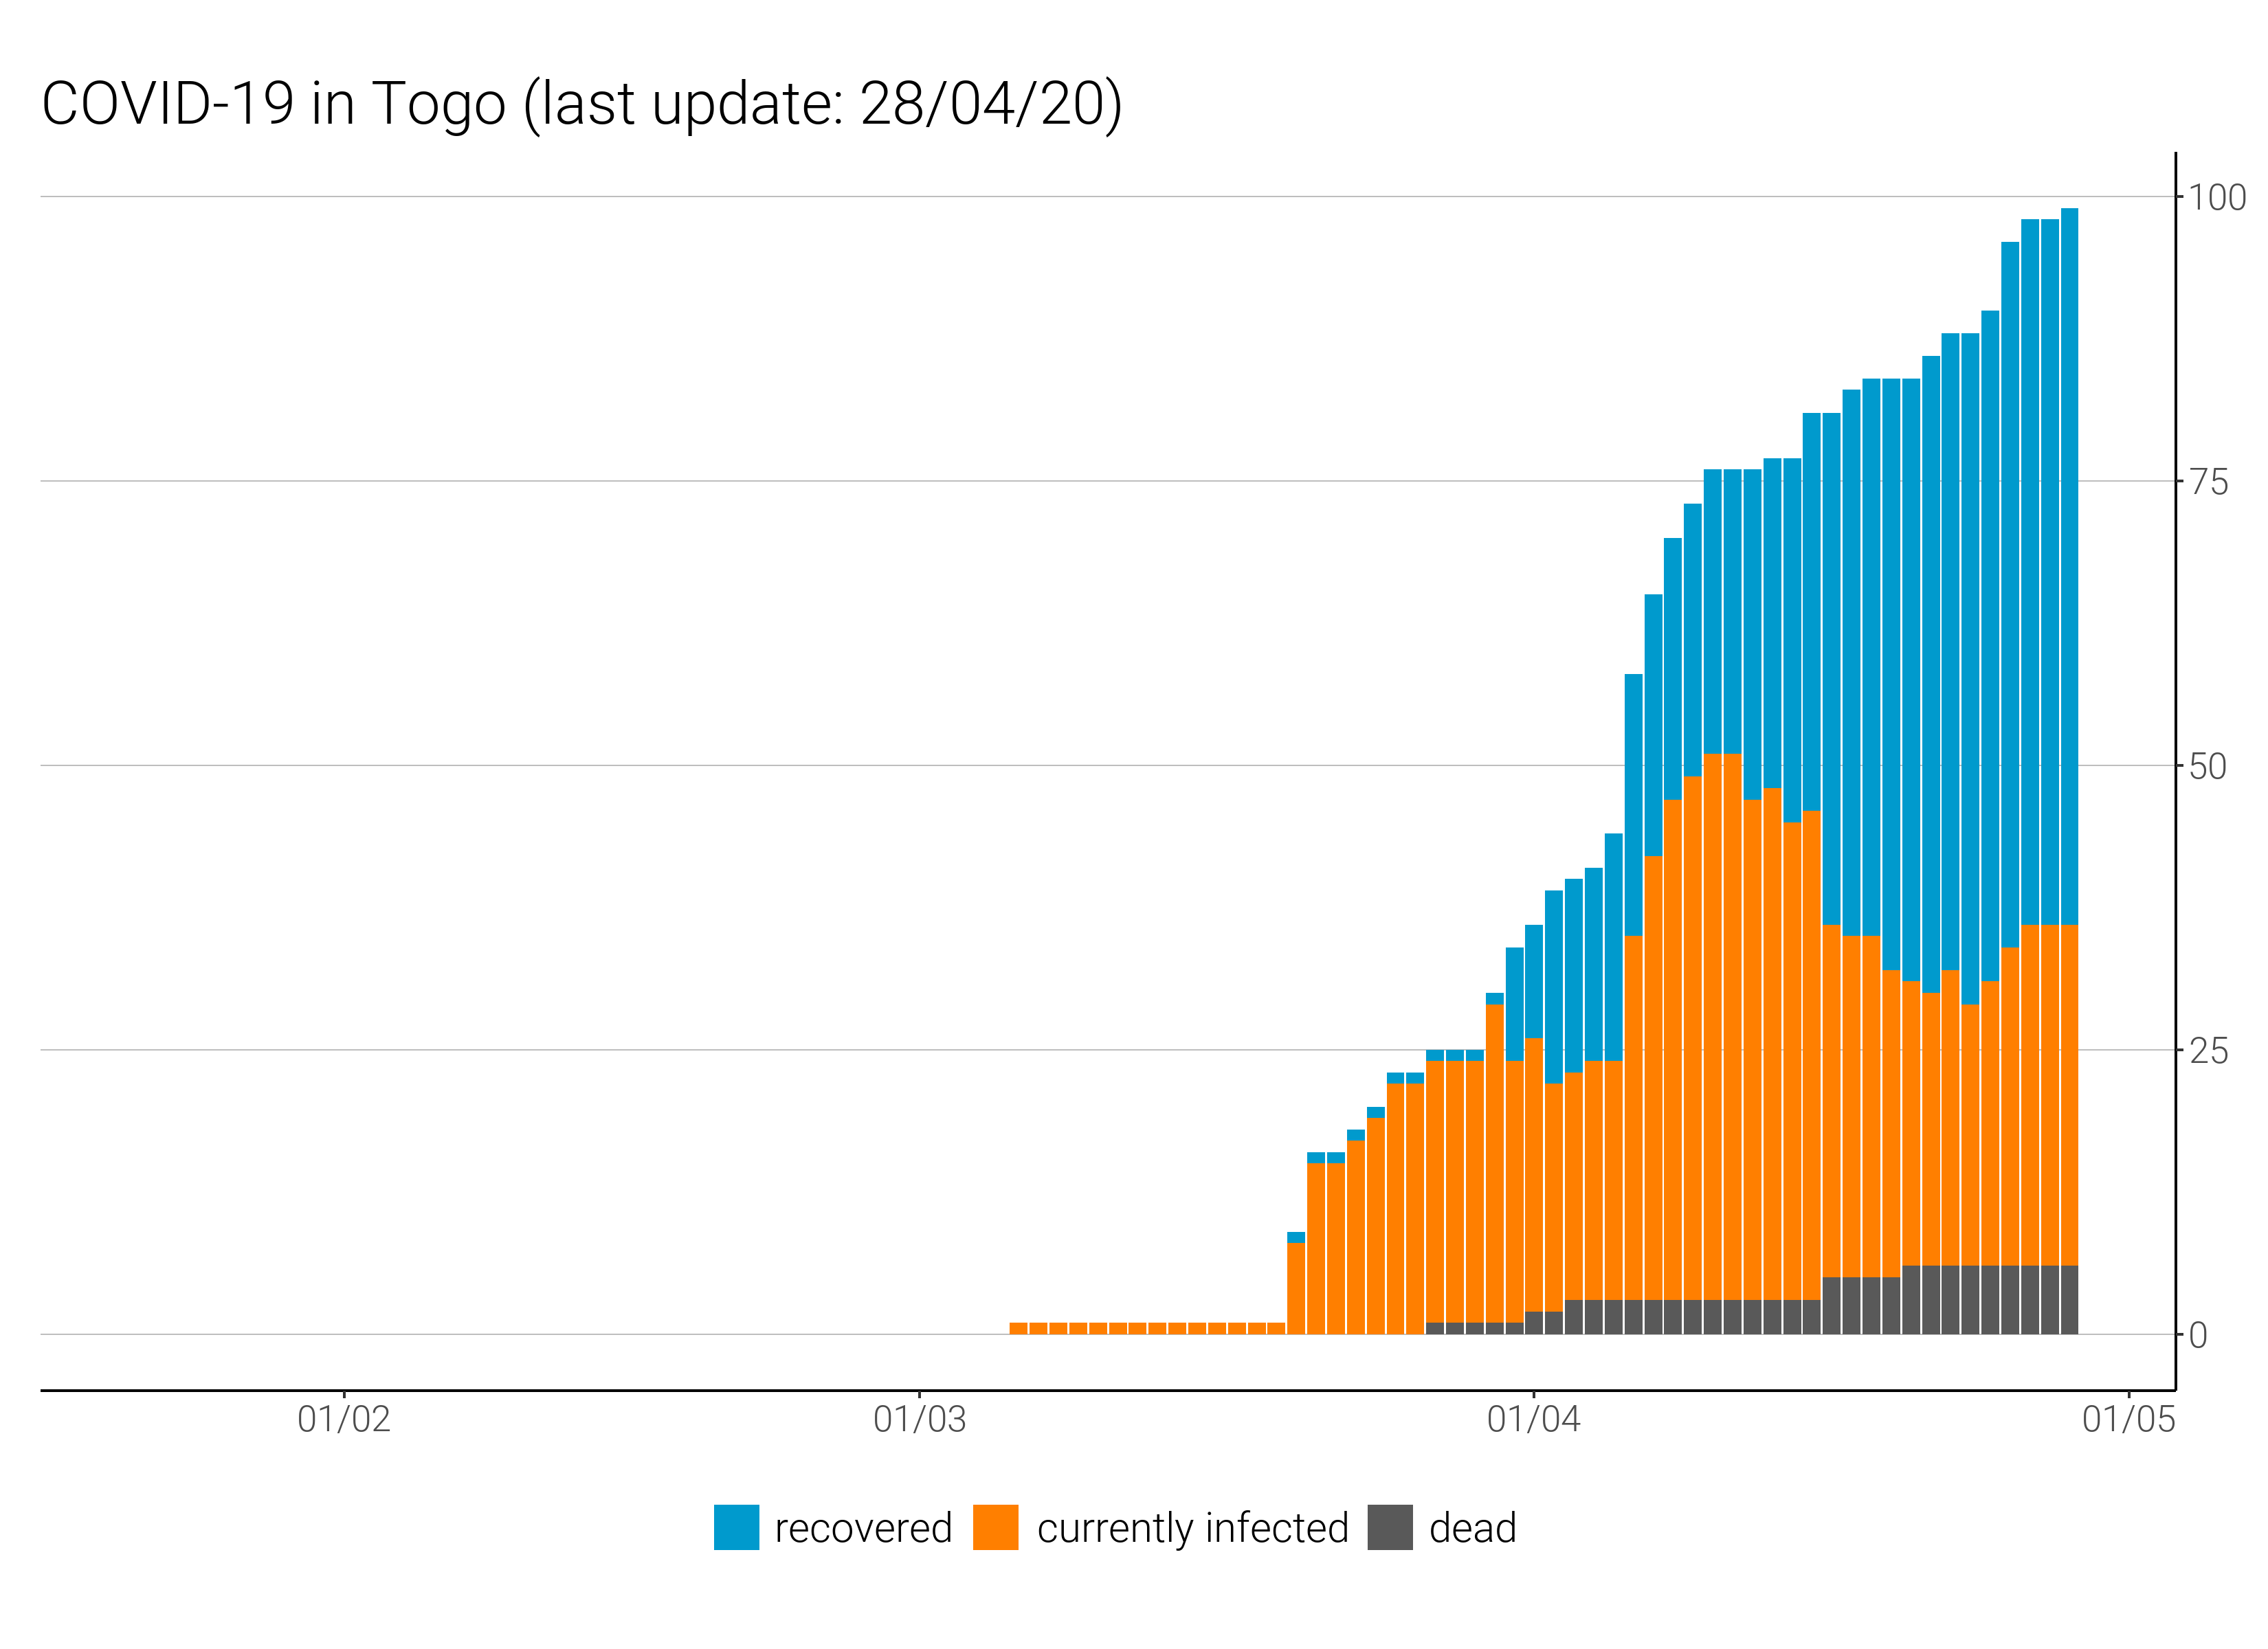 COVID-19 in Togo (last update: 28/04/20)
100
75
50
25
0
01/02 01/03 01/04 01/05
recovered currently infected dead